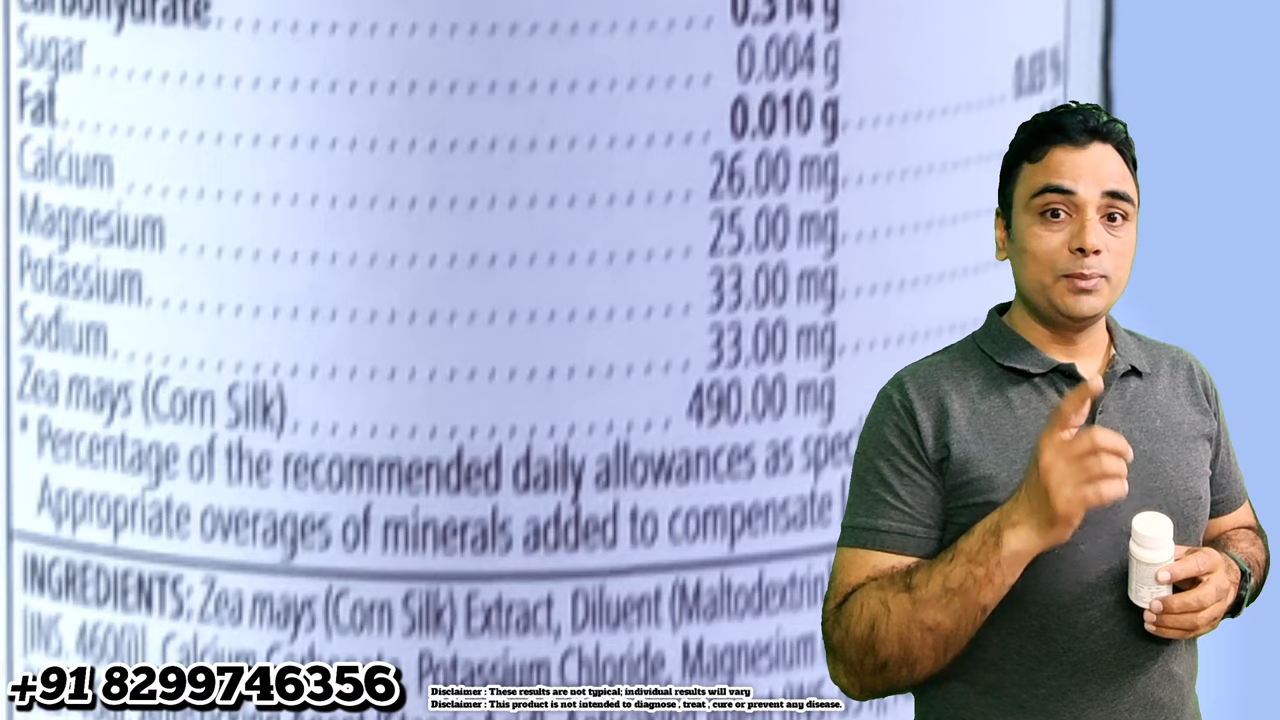 Carbohydrate 0.314 g
Sugar 0.004 g
Fat 0.010 g
Calcium 26.00 mg
Magnesium 25.00 mg
Potassium 33.00 mg
Sodium 33.00 mg
Zea mays (Corn Silk) 490.00 mg
* Percentage of the recommended daily allowances as spec
Appropriate overages of minerals added to compensate
INGREDIENTS: Zea mays (Corn Silk) Extract, Diluent (Maltodextrin
Calcium Carbonate, Potassium Chloride, Magnesium
+91 8299746356
Disclaimer : These results are not typical; individual results will vary
Disclaimer : This product is not intended to diagnose , treat , cure or prevent any disease.